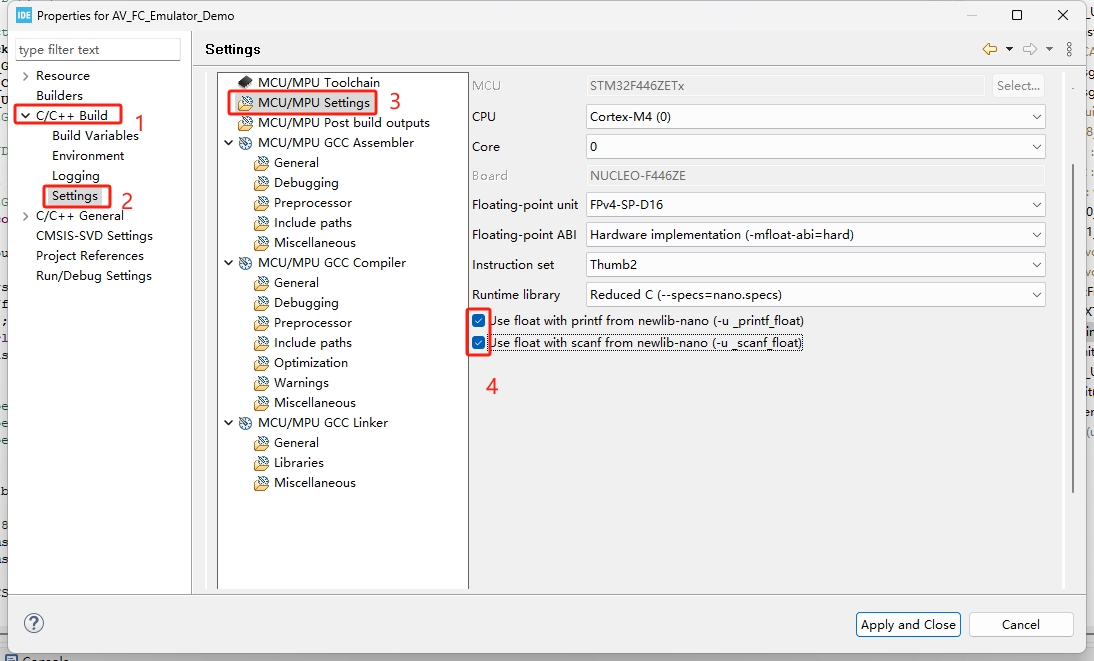 IDE Properties for AV_FC_Emulator_Demo
type filter text
Resource
Builders
C/C++ Build
1
Build Variables
Environment
Logging
Settings
2
C/C++ General
CMSIS-SVD Settings
Project References
Run/Debug Settings
Settings
MCU/MPU Toolchain
MCU/MPU Settings
3
MCU/MPU Post build outputs
MCU/MPU GCC Assembler
General
Debugging
Preprocessor
Include paths
Miscellaneous
MCU/MPU GCC Compiler
General
Debugging
Preprocessor
Include paths
Optimization
Warnings
Miscellaneous
MCU/MPU GCC Linker
General
Libraries
Miscellaneous
MCU STM32F446ZETx Select...
CPU Cortex-M4 (0)
Core 0
Board NUCLEO-F446ZE
Floating-point unit FPv4-SP-D16
Floating-point ABI Hardware implementation (-mfloat-abi=hard)
Instruction set Thumb2
Runtime library Reduced C (--specs=nano.specs)
Use float with printf from newlib-nano (-u _printf_float)
Use float with scanf from newlib-nano (-u _scanf_float)
4
?
Apply and Close
Cancel
Console